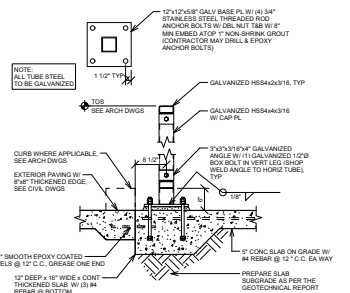 12"x12"x5/8" GALV BASE PL W/ (4) 3/4"
STAINLESS STEEL THREADED ROD
ANCHOR BOLTS W/ DBL NUT T&B W/ 8"
MIN EMBED ATOP 1" NON-SHRINK GROUT
(CONTRACTOR MAY DRILL & EPOXY
ANCHOR BOLTS)
NOTE:
ALL TUBE STEEL
TO BE GALVANIZED
1 1/2" TYP
GALVANIZED HSS4x2x3/16, TYP
TOS
SEE ARCH DWGS
GALVANIZED HSS4x4x3/16
W/ CAP PL
CURB WHERE APPLICABLE,
SEE ARCH DWGS
8 1/2"
3"x3"x3/16"x4" GALVANIZED
ANGLE W/ (1) GALVANIZED 1/2"Ø
BOX BOLT IN VERT LEG (SHOP
WELD ANGLE TO HORIZ TUBE),
TYP
EXTERIOR PAVING W/
8"x8" THICKENED EDGE,
SEE CIVIL DWGS
1/8"
" SMOOTH EPOXY COATED
ELS @ 12" C.C., GREASE ONE END
5" CONC SLAB ON GRADE W/
#4 REBAR @ 12 " C.C. EA WAY
12" DEEP x 16" WIDE x CONT
THICKENED SLAB W/ (3) #4
REBAR @ BOTTOM
PREPARE SLAB
SUBGRADE AS PER THE
GEOTECHNICAL REPORT